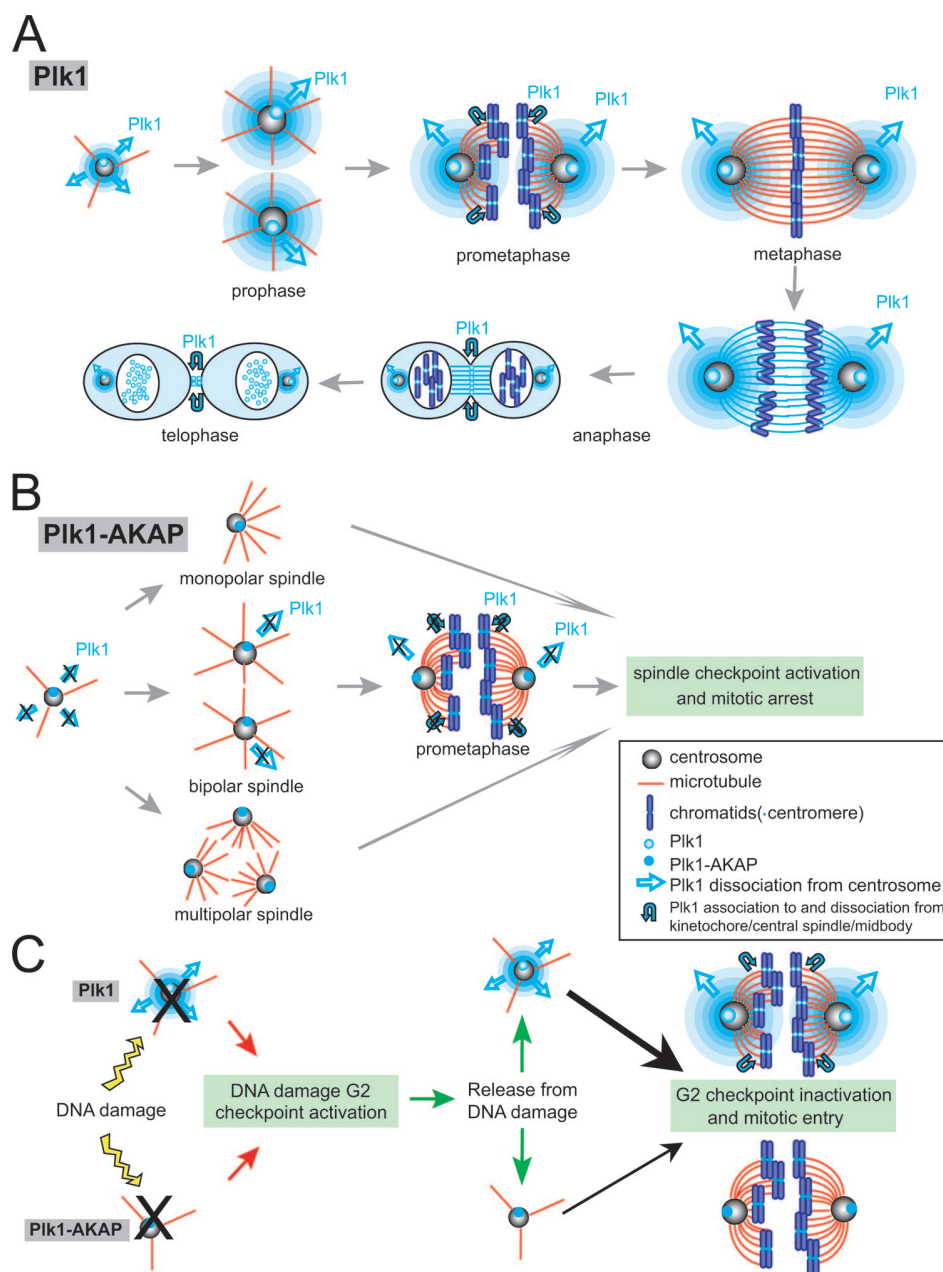 A
Plk1
Plk1
Plk1
Plk1
Plk1
Plk1
prophase
prometaphase
metaphase
Plk1
Plk1
Plk1
telophase
anaphase
B
Plk1-AKAP
monopolar spindle
Plk1
Plk1
Plk1
Plk1
bipolar spindle
prometaphase
multipolar spindle
spindle checkpoint activation
and mitotic arrest
centrosome
microtubule
chromatids(·centromere)
Plk1
Plk1-AKAP
Plk1 dissociation from centrosome
Plk1 association to and dissociation from
kinetochore/central spindle/midbody
C
Plk1
X
DNA damage
DNA damage G2
checkpoint activation
Release from
DNA damage
G2 checkpoint inactivation
and mitotic entry
Plk1-AKAP
X